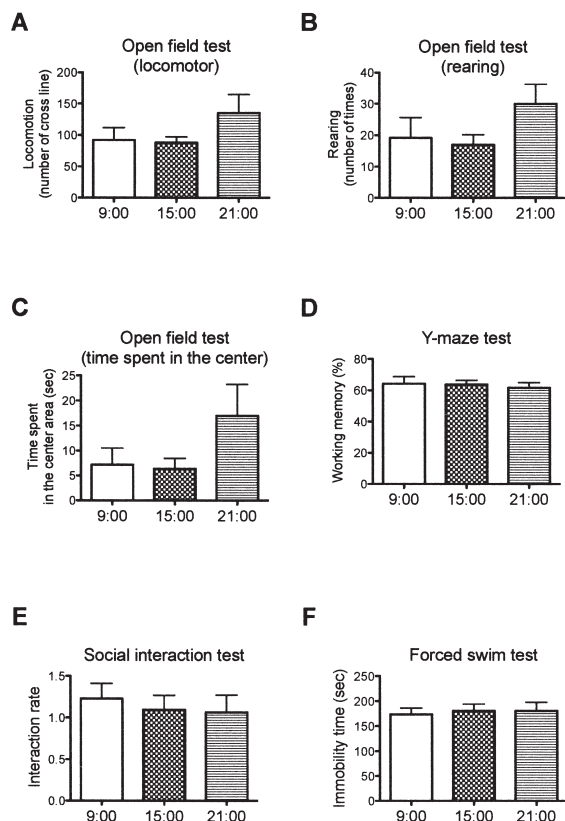 A
Open field test
(locomotor)
Locomotion
(number of cross line)
200
150
100
50
0
9:00 15:00 21:00
B
Open field test
(rearing)
Rearing
(number of times)
40
30
20
10
0
9:00 15:00 21:00
C
Open field test
(time spent in the center)
Time spent
in the center area (sec)
25
20
15
10
5
0
9:00 15:00 21:00
D
Y-maze test
Working memory (%)
80
60
40
20
0
9:00 15:00 21:00
E
Social interaction test
Interaction rate
1.5
1.0
0.5
0.0
9:00 15:00 21:00
F
Forced swim test
Immobility time (sec)
250
200
150
100
50
0
9:00 15:00 21:00